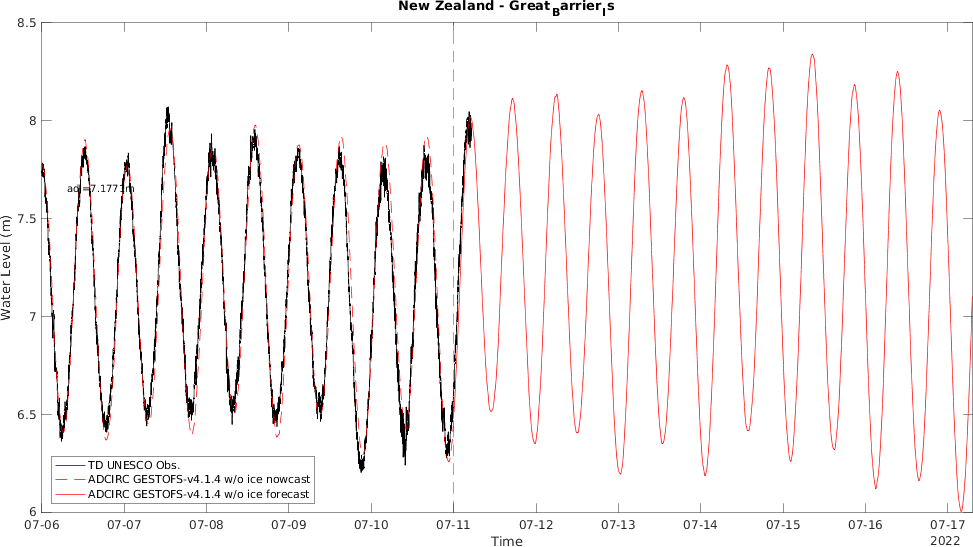 New Zealand - Great_Barrier_Is
8.5
8
7.5
7
6.5
6
Water Level (m)
adj=7.1771m
TD UNESCO Obs.
ADCIRC GESTOFS-v4.1.4 w/o ice nowcast
ADCIRC GESTOFS-v4.1.4 w/o ice forecast
07-06 07-07 07-08 07-09 07-10 07-11 07-12 07-13 07-14 07-15 07-16 07-17
Time
2022